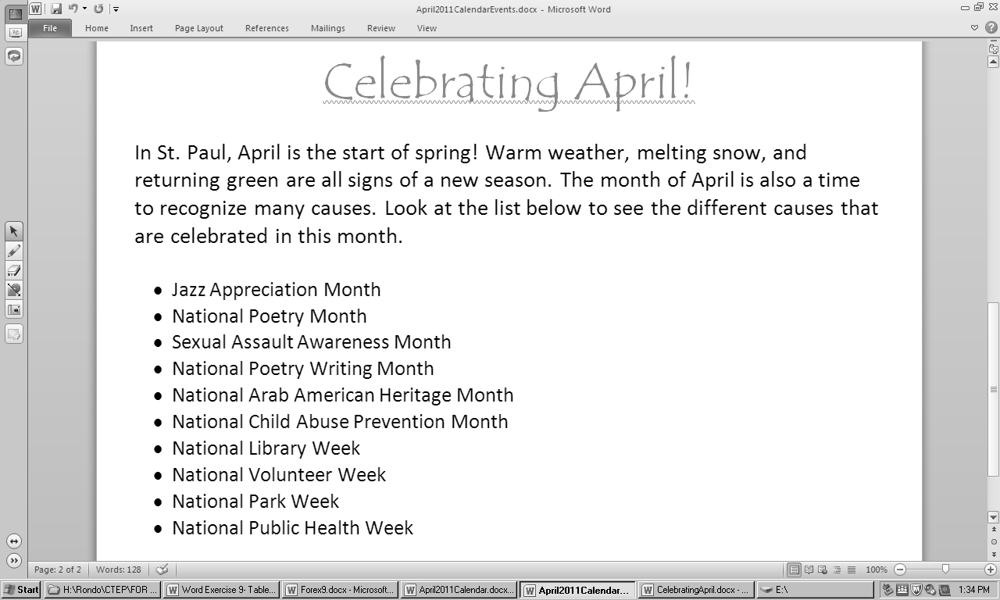 April2011CalendarEvents.docx - Microsoft Word
File Home Insert Page Layout References Mailings Review View
Celebrating April!
In St. Paul, April is the start of spring! Warm weather, melting snow, and
returning green are all signs of a new season. The month of April is also a time
to recognize many causes. Look at the list below to see the different causes that
are celebrated in this month.
• Jazz Appreciation Month
• National Poetry Month
• Sexual Assault Awareness Month
• National Poetry Writing Month
• National Arab American Heritage Month
• National Child Abuse Prevention Month
• National Library Week
• National Volunteer Week
• National Park Week
• National Public Health Week
Page: 2 of 2 Words: 128 100%
Start H:\Rondo\CTEP\FOR ... Word Exercise 9- Table... Forex9.docx - Microsoft... April2011Calendar.docx... April2011Calendar... CelebratingApril.docx - ... E:\ 1:34 PM